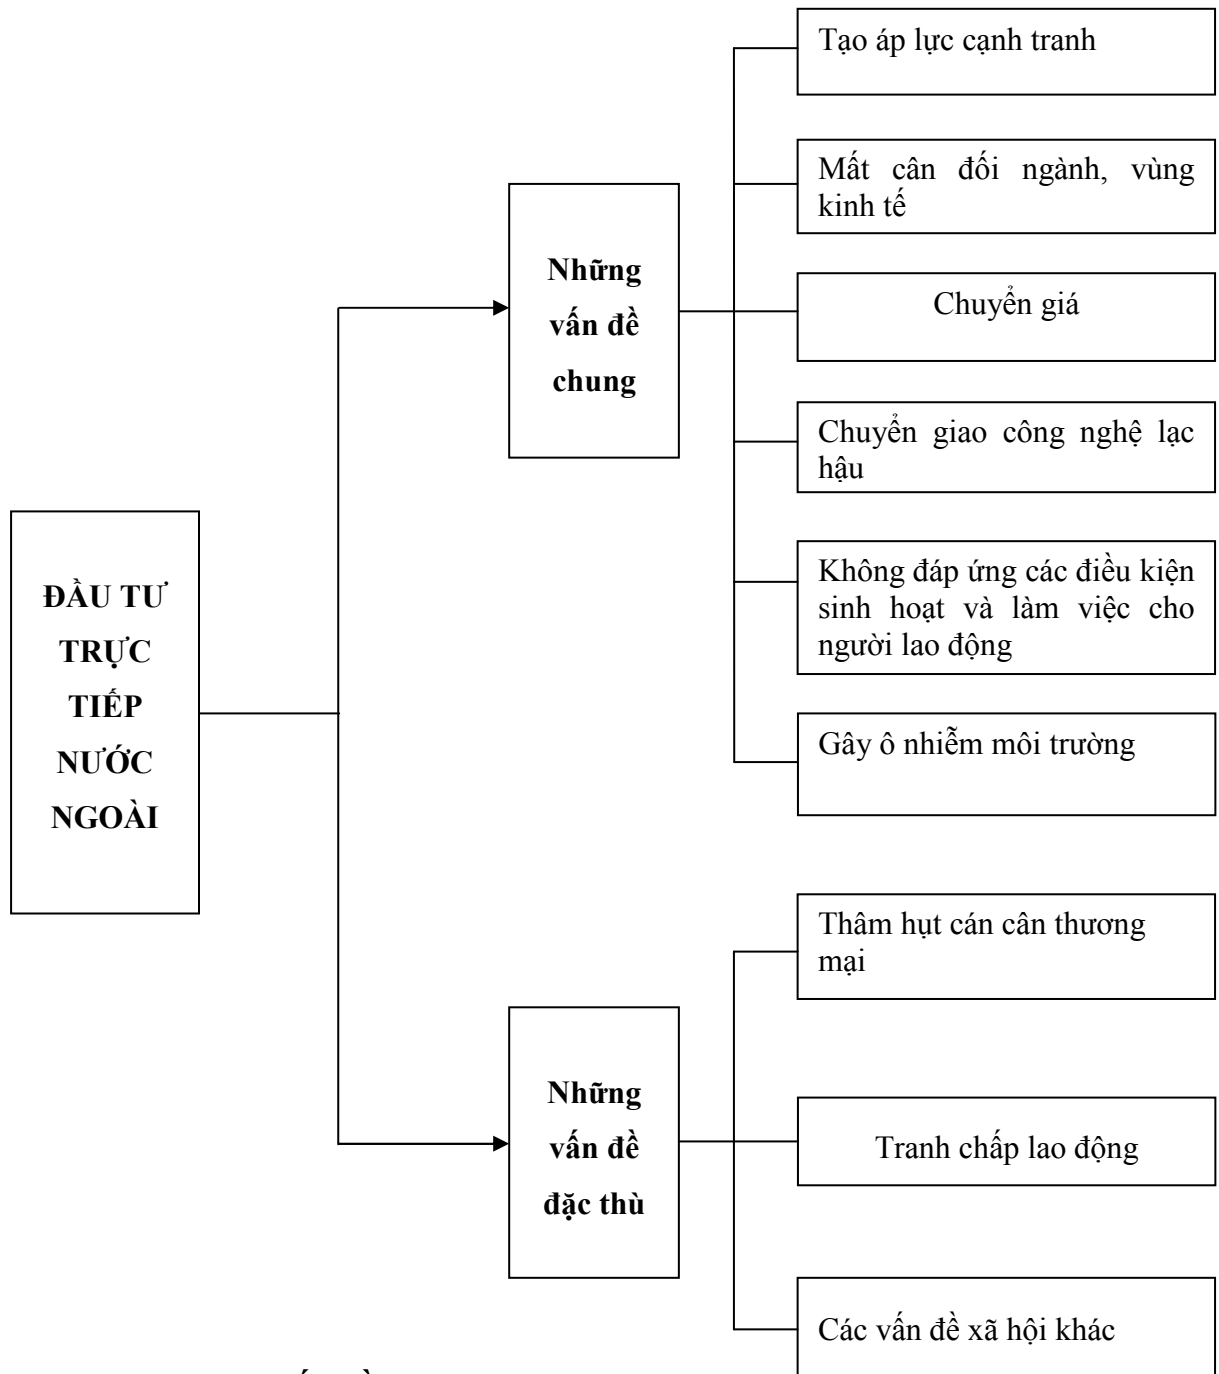 ĐẦU TƯ
TRỰC
TIẾP
NƯỚC
NGOÀI
Những
vấn đề
chung
Tạo áp lực cạnh tranh
Mất cân đối ngành, vùng
kinh tế
Chuyển giá
Chuyển giao công nghệ lạc
hậu
Không đáp ứng các điều kiện
sinh hoạt và làm việc cho
người lao động
Gây ô nhiễm môi trường
Những
vấn đề
đặc thù
Thâm hụt cán cân thương
mại
Tranh chấp lao động
Các vấn đề xã hội khác